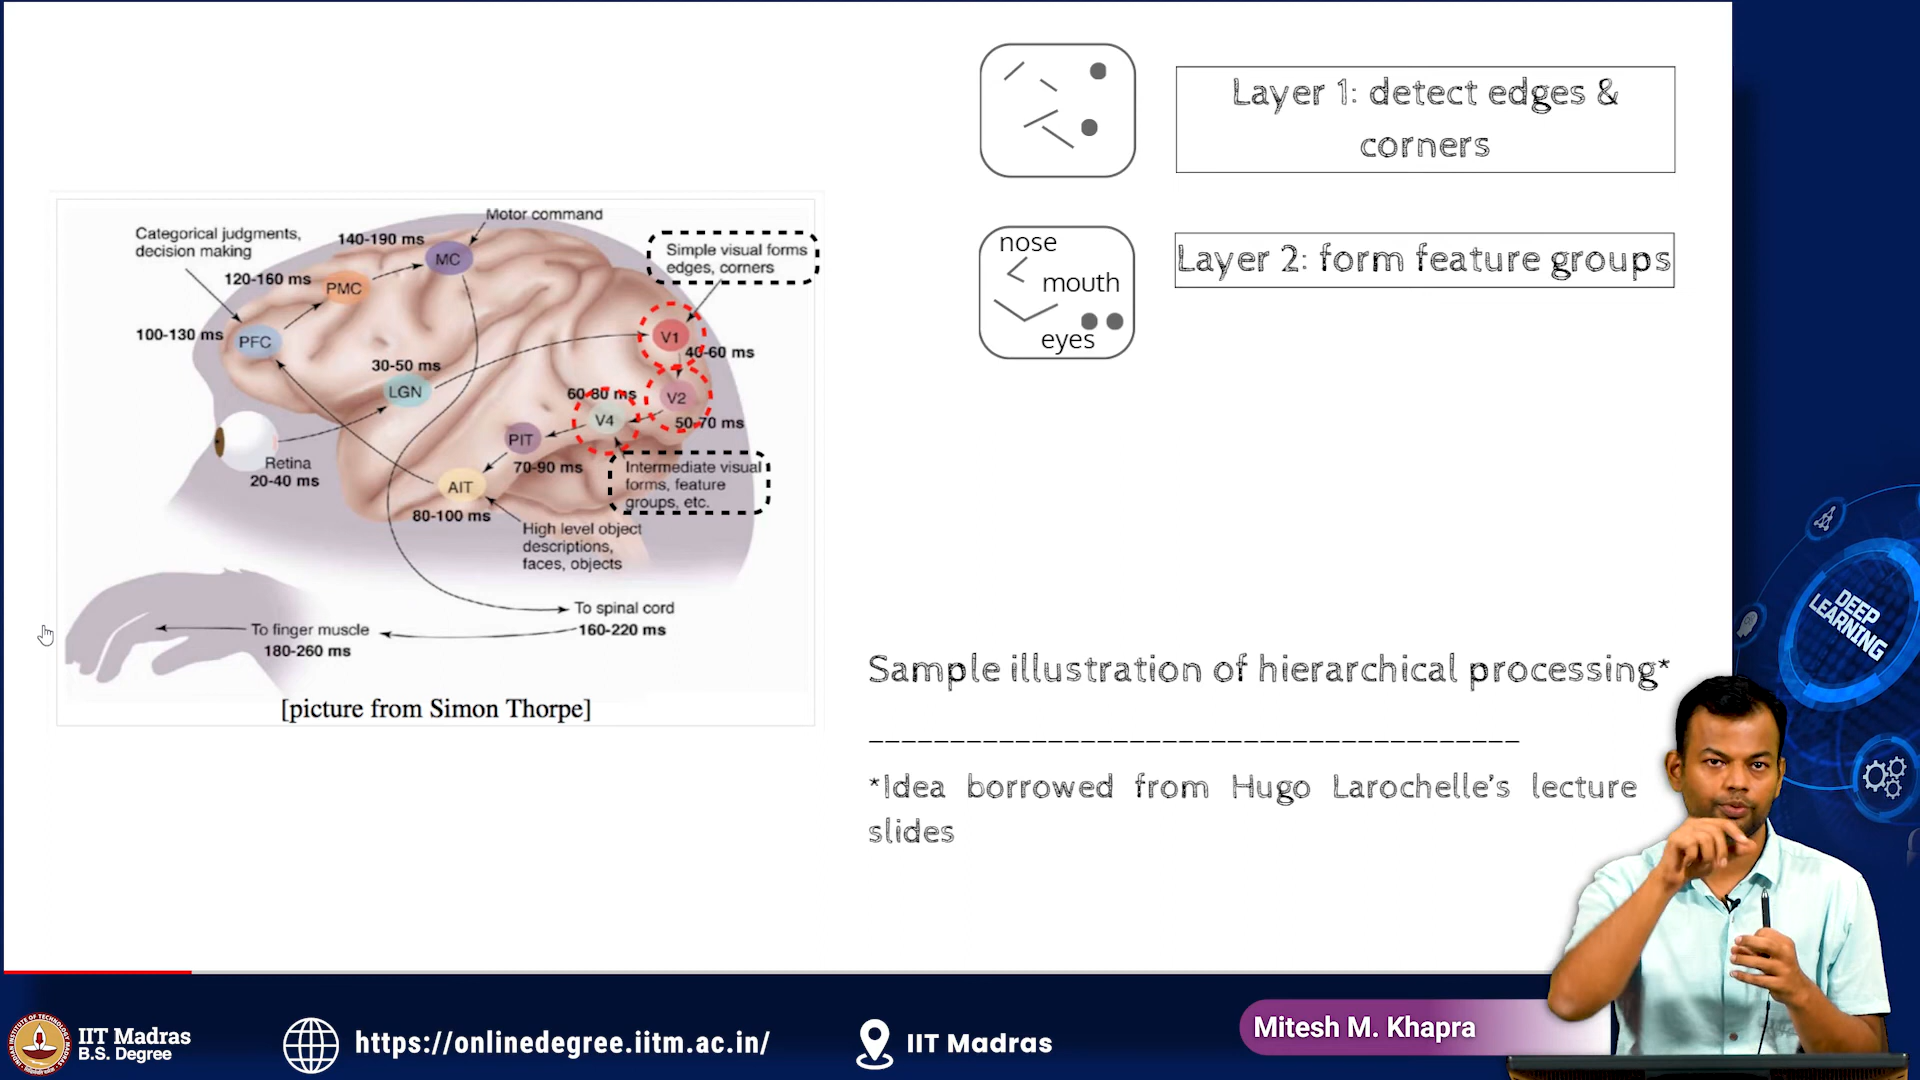 Layer 1: detect edges &
corners
nose
mouth
eyes
Layer 2: form feature groups
Motor command
Categorical judgments,
decision making
140-190 ms
MC
Simple visual forms
edges, corners
120-160 ms
PMC
100-130 ms
PFC
V1
40-60 ms
30-50 ms
LGN
60-80 ms
V2
V4
50-70 ms
PIT
70-90 ms
Intermediate visual
forms, feature
groups, etc.
Retina
20-40 ms
AIT
80-100 ms
High level object
descriptions,
faces, objects
To spinal cord
160-220 ms
To finger muscle
180-260 ms
[picture from Simon Thorpe]
Sample illustration of hierarchical processing*
*Idea borrowed from Hugo Larochelle's lecture
slides
DEEP
LEARNING
IIT Madras
B.S. Degree
https://onlinedegree.iitm.ac.in/
IIT Madras
Mitesh M. Khapra